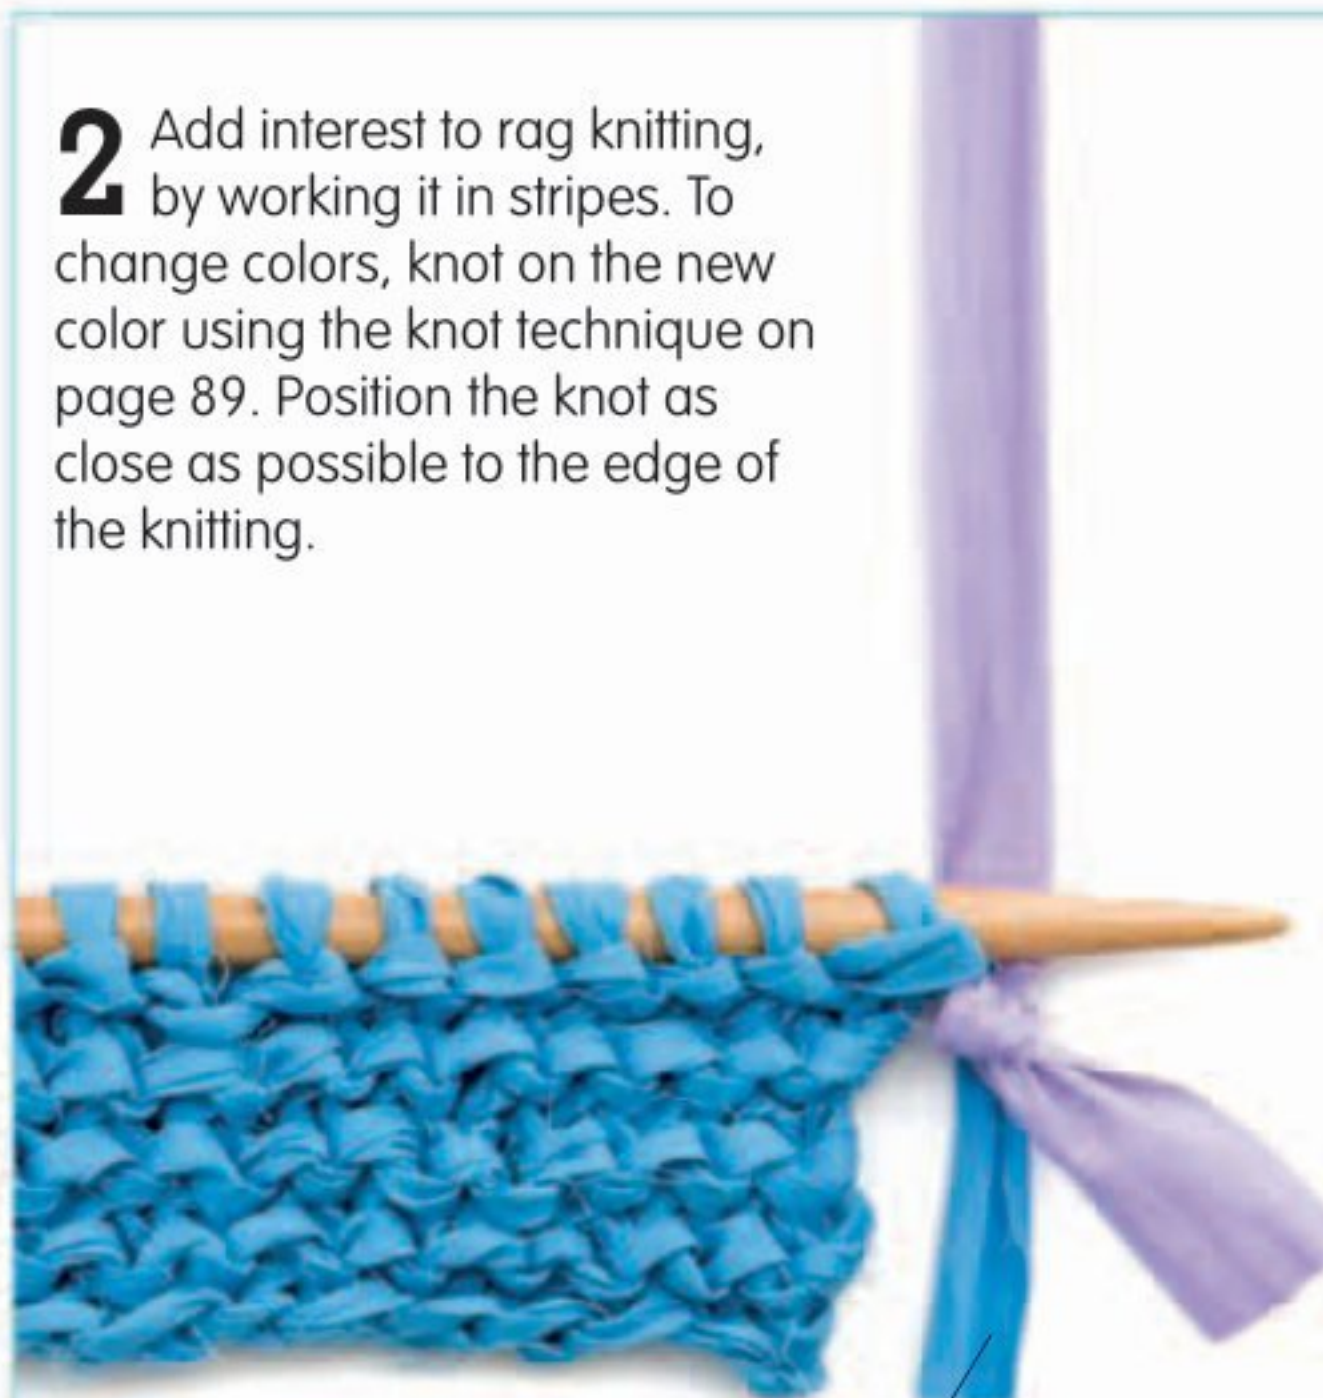 2 Add interest to rag knitting,
by working it in stripes. To
change colors, knot on the new
color using the knot technique on
page 89. Position the knot as
close as possible to the edge of
the knitting.